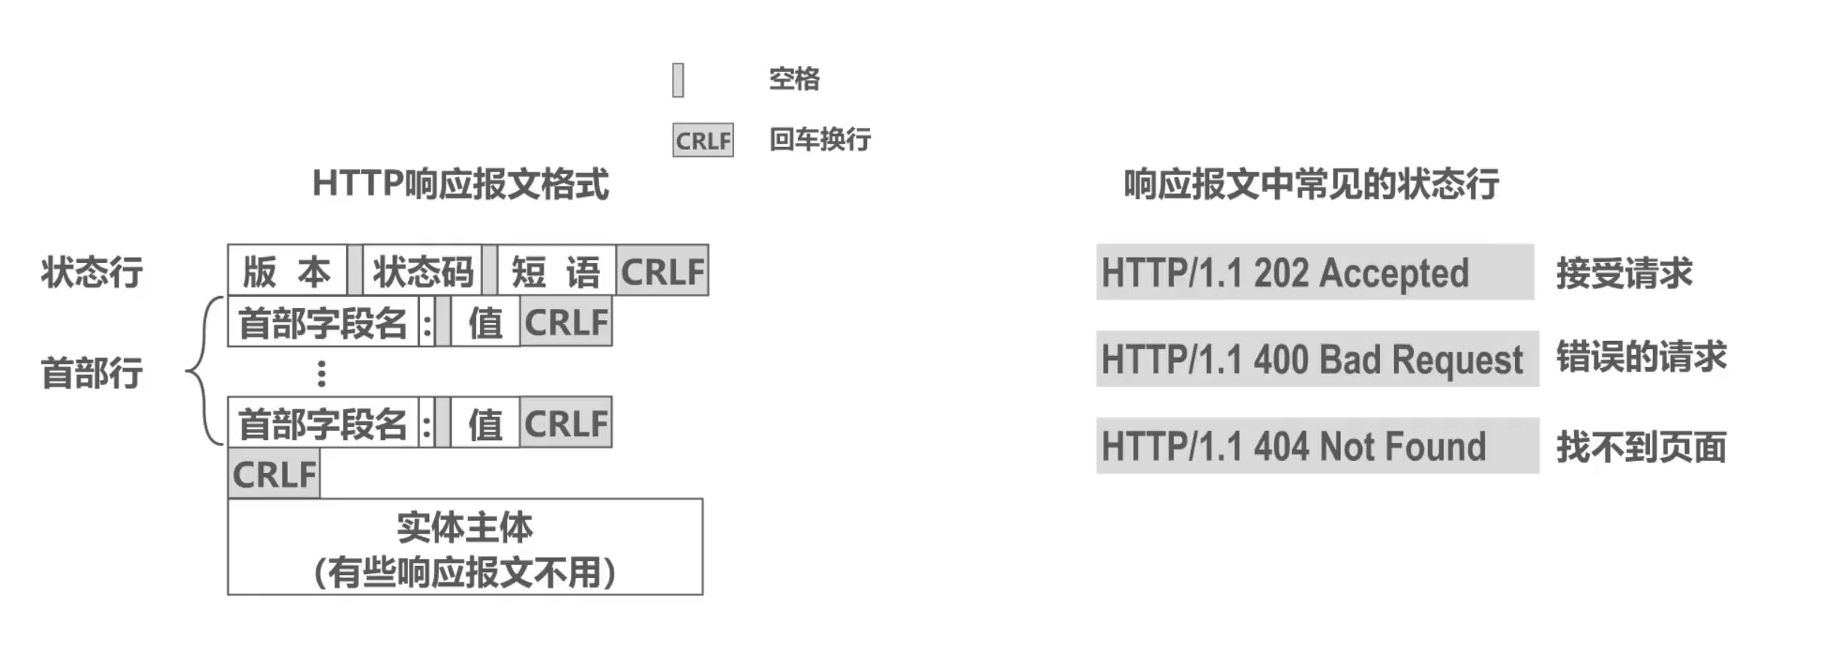 空格
CRLF 回车换行
HTTP响应报文格式
状态行 版 本 状态码 短 语 CRLF
首部字段名 : 值 CRLF
首部行
⋮
首部字段名 : 值 CRLF
CRLF
实体主体
(有些响应报文不用)
响应报文中常见的状态行
HTTP/1.1 202 Accepted 接受请求
HTTP/1.1 400 Bad Request 错误的请求
HTTP/1.1 404 Not Found 找不到页面